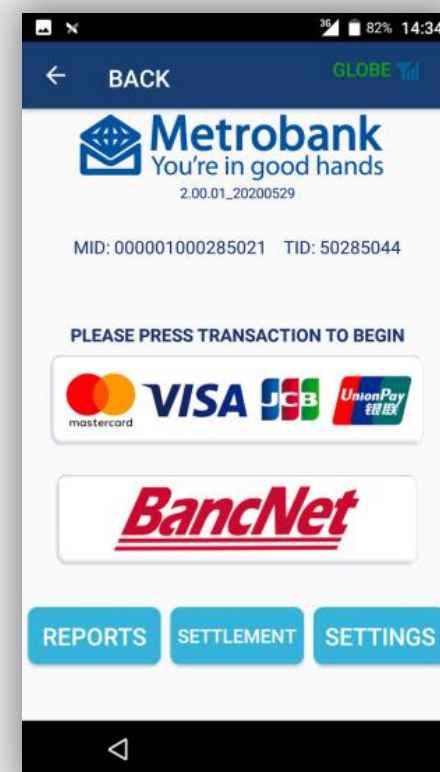 3G 82% 14:34
BACK GLOBE
Metrobank
You're in good hands
2.00.01_20200529
MID: 000001000285021 TID: 50285044
PLEASE PRESS TRANSACTION TO BEGIN
mastercard VISA JCB UnionPay 银联
BancNet
REPORTS SETTLEMENT SETTINGS